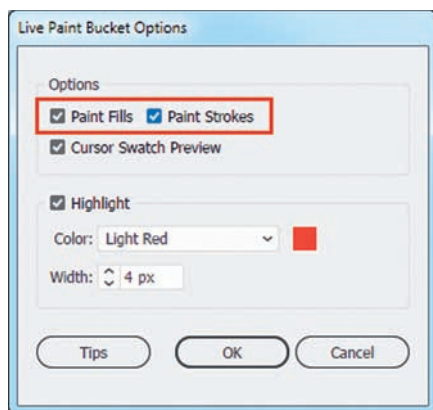 Live Paint Bucket Options
Options
Paint Fills Paint Strokes
Cursor Swatch Preview
Highlight
Color: Light Red
Width: 4 px
Tips OK Cancel